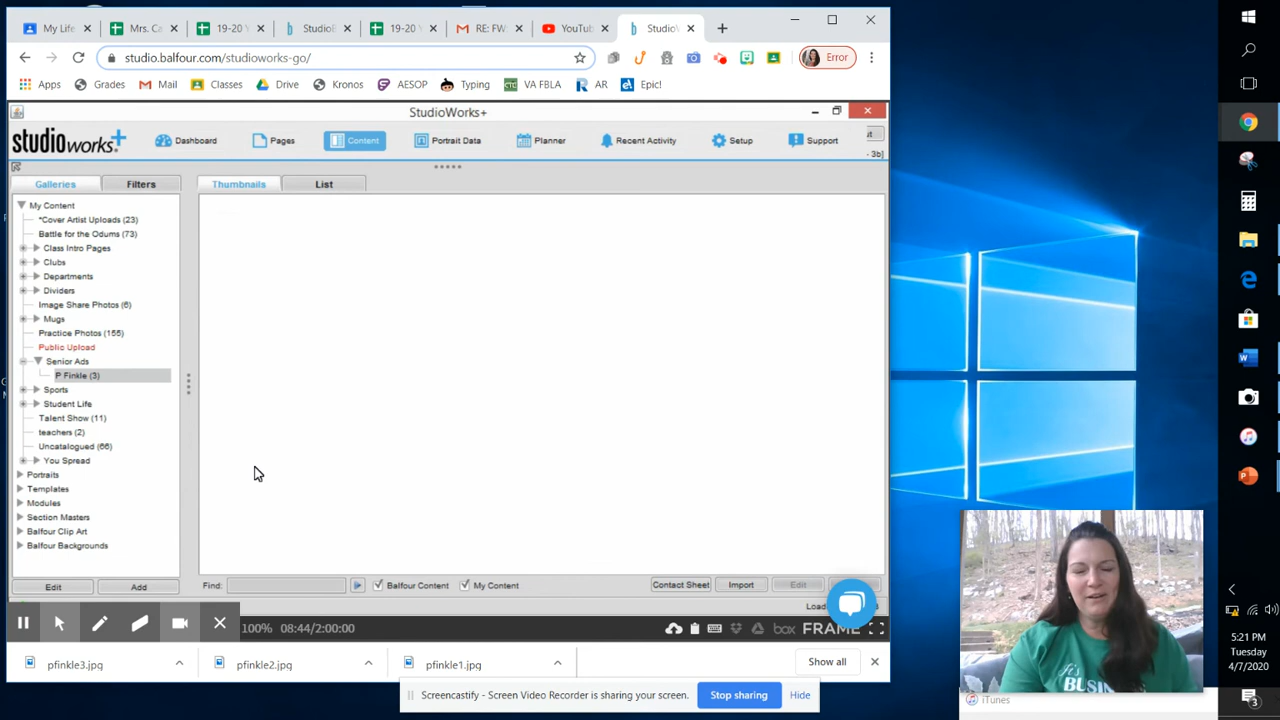 My Life
Mrs. Ca
19-20 Y
StudioB
19-20 Y
RE: FW
YouTub
StudioV
studio.balfour.com/studioworks-go/
Error
Apps
Grades
Mail
Classes
Drive
Kronos
AESOP
Typing
VA FBLA
AR
Epic!
StudioWorks+
studioworks+
Dashboard
Pages
Content
Portrait Data
Planner
Recent Activity
Setup
Support
- 3b]
Galleries
Filters
Thumbnails
List
My Content
*Cover Artist Uploads (23)
Battle for the Odums (73)
Class Intro Pages
Clubs
Departments
Dividers
Image Share Photos (6)
Mugs
Practice Photos (155)
Public Upload
Senior Ads
P Finkle (3)
Sports
Student Life
Talent Show (11)
teachers (2)
Uncatalogued (66)
You Spread
Portraits
Templates
Modules
Section Masters
Balfour Clip Art
Balfour Backgrounds
Edit
Add
Find:
Balfour Content
My Content
Contact Sheet
Import
Edit
100%
08:44/2:00:00
box
FRAME
pfinkle3.jpg
pfinkle2.jpg
pfinkle1.jpg
Show all
Screencastify - Screen Video Recorder is sharing your screen.
Stop sharing
Hide
iTunes
5:21 PM
Tuesday
4/7/2020
3